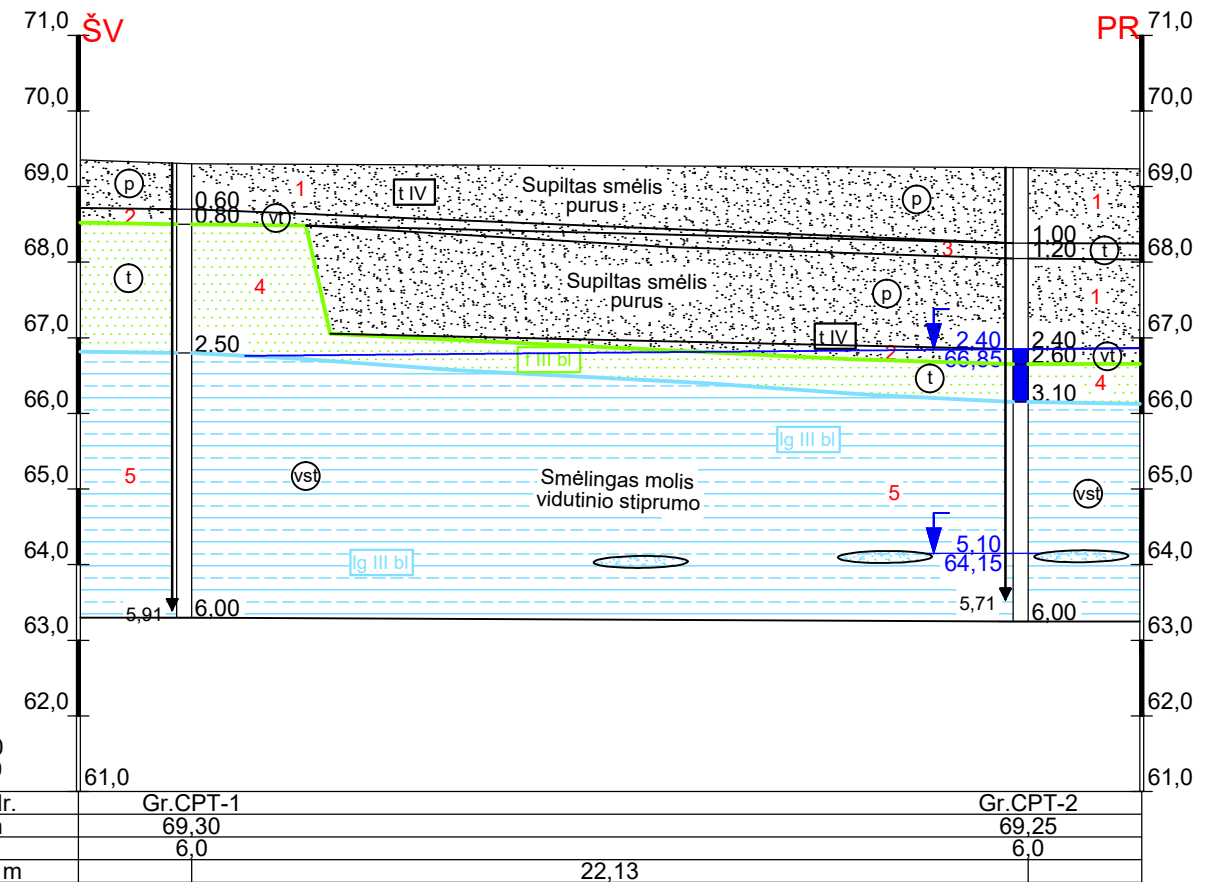 71,0 ŠV PR 71,0
70,0 70,0
69,0 69,0
p 0.60 1 t IV Supiltas smėlis p 1
purus
2 0.80 vt 1.00
68,0 3 1.20 t 68,0
t 4 Supiltas smėlis p 1
purus
67,0 t IV 2.40 2.40 67,0
2.50 f III bl 2 66,85 2.60 vt
t 4
66,0 3.10 66,0
lg III bl
65,0 5 vst Smėlingas molis 5 vst 65,0
vidutinio stiprumo
64,0 lg III bl 5,10 64,0
64,15
5,91 6,00 5,71 6,00
63,0 63,0
62,0 62,0
61,0 61,0
Gr.CPT-1 Gr.CPT-2
69,30 69,25
6,0 6,0
m 22,13